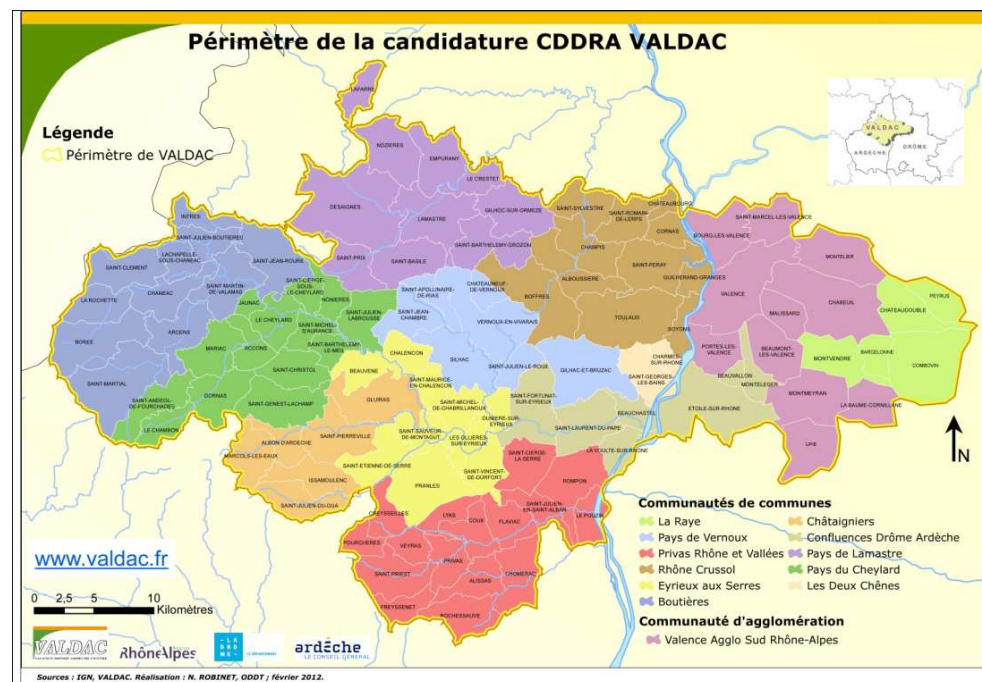 Périmètre de la candidature CDDRA VALDAC
Légende
Périmètre de VALDAC
VALDAC
ARDECHE
DRÔME
LAFARRE
NOZIERES
EMPURANY
LE CRESTET
DESAIGNES
LAMASTRE
GILHOC-SUR-ORMEZE
SAINT-BARTHELEMY-GROZON
SAINT-PRIX
SAINT-BASILE
SAINT-SYLVESTRE
SAINT-ROMAIN-DE-LERPS
CHATEAUBOURG
CORNAS
CHAMPIS
SAINT-PERAY
ALBOUSSIERE
GUILHERAND-GRANGES
BOFFRES
TOULAUD
SOYONS
SAINT-MARCEL-LES-VALENCE
BOURG-LES-VALENCE
MONTELIER
VALENCE
CHABEUIL
MALISSARD
PORTES-LES-VALENCE
BEAUMONT-LES-VALENCE
MONTMEYRAN
UPIE
LA BAUME-CORNILLANE
PEYRUS
CHATEAUDOUBLE
BARCELONNE
MONTVENDRE
COMBOVIN
BEAUVALLON
MONTELEGER
ETOILE-SUR-RHONE
INTRES
SAINT-JULIEN-BOUTIERES
LACHAPELLE-SOUS-CHANEAC
SAINT-JEAN-ROURE
SAINT-CLEMENT
CHANEAC
SAINT-MARTIN-DE-VALAMAS
LA ROCHETTE
ARCENS
BOREE
SAINT-MARTIAL
SAINT-CIERGE-SOUS-LE-CHEYLARD
JAUNAC
NONIERES
LE CHEYLARD
SAINT-JULIEN-LABROUSSE
SAINT-MICHEL-D'AURANCE
MARIAC
ACCONS
SAINT-BARTHELEMY-LE-MEIL
SAINT-CHRISTOL
DORNAS
SAINT-ANDEOL-DE-FOURCHADES
SAINT-GENEST-LACHAMP
LE CHAMBON
SAINT-APOLLINAIRE-DE-RIAS
CHATEAUNEUF-DE-VERNOUX
SAINT-JEAN-CHAMBRE
VERNOUX-EN-VIVARAIS
SILHAC
SAINT-JULIEN-LE-ROUX
GILHAC-ET-BRUZAC
CHARMES-SUR-RHONE
SAINT-GEORGES-LES-BAINS
CHALENCON
BEAUVENE
SAINT-MAURICE-EN-CHALENCON
GLUIRAS
SAINT-MICHEL-DE-CHABRILLANOUX
SAINT-FORTUNAT-SUR-EYRIEUX
DUNIERE-SUR-EYRIEUX
BEAUCHASTEL
SAINT-LAURENT-DU-PAPE
LA VOULTE-SUR-RHONE
SAINT-SAUVEUR-DE-MONTAGUT
LES OLLIERES-SUR-EYRIEUX
SAINT-PIERREVILLE
ALBON D'ARDECHE
MARCOLS-LES-EAUX
ISSAMOULENC
SAINT-JULIEN-DU-GUA
SAINT-ETIENNE-DE-SERRE
PRANLES
SAINT-VINCENT-DE-DURFORT
SAINT-CIERGE-LA-SERRE
ROMPON
SAINT-JULIEN-EN-SAINT-ALBAN
LE POUZIN
CREYSSEILLES
LYAS
COUX
FLAVIAC
POURCHERES
VEYRAS
PRIVAS
SAINT-PRIEST
ALISSAS
CHOMERAC
FREYSSENET
ROCHESSAUVE
N
Communautés de communes
La Raye
Pays de Vernoux
Privas Rhône et Vallées
Rhône Crussol
Eyrieux aux Serres
Boutières
Châtaigniers
Confluences Drôme Ardèche
Pays de Lamastre
Pays du Cheylard
Les Deux Chênes
Communauté d'agglomération
Valence Agglo Sud Rhône-Alpes
www.valdac.fr
0 2,5 5 10
Kilomètres
VALDAC
RhôneAlpes
LA DROME
LE DÉPARTEMENT
ardèche
LE CONSEIL GENERAL
Sources : IGN, VALDAC. Réalisation : N. ROBINET, ODDT ; février 2012.